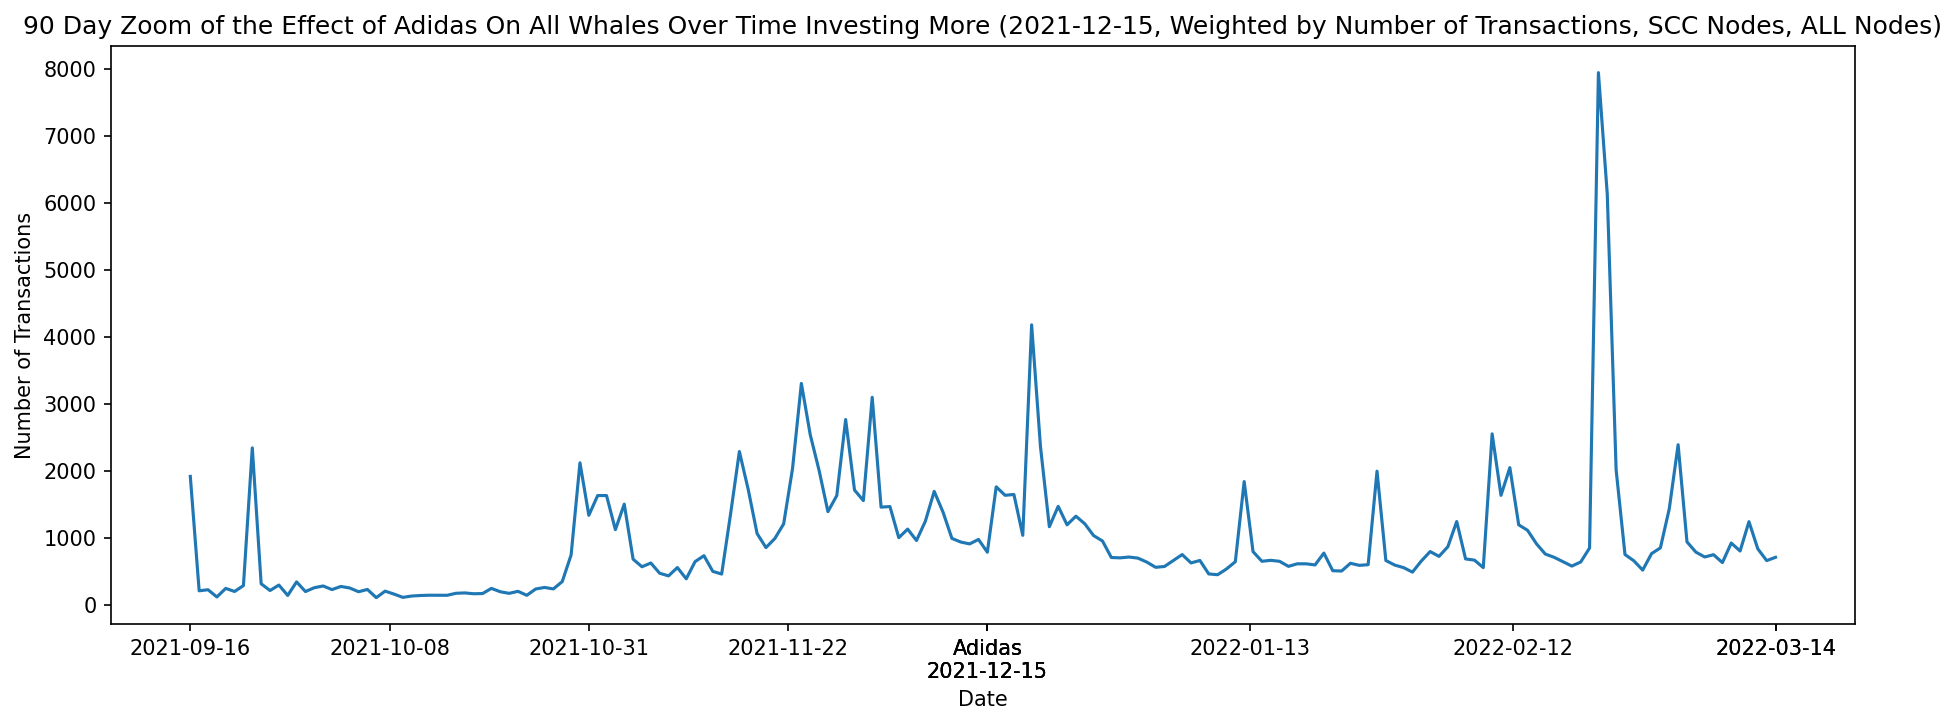 90 Day Zoom of the Effect of Adidas On All Whales Over Time Investing More (2021-12-15, Weighted by Number of Transactions, SCC Nodes, ALL Nodes)
Number of Transactions
8000
7000
6000
5000
4000
3000
2000
1000
0
2021-09-16 2021-10-08 2021-10-31 2021-11-22 Adidas 2022-01-13 2022-02-12 2022-03-14
2021-12-15
Date